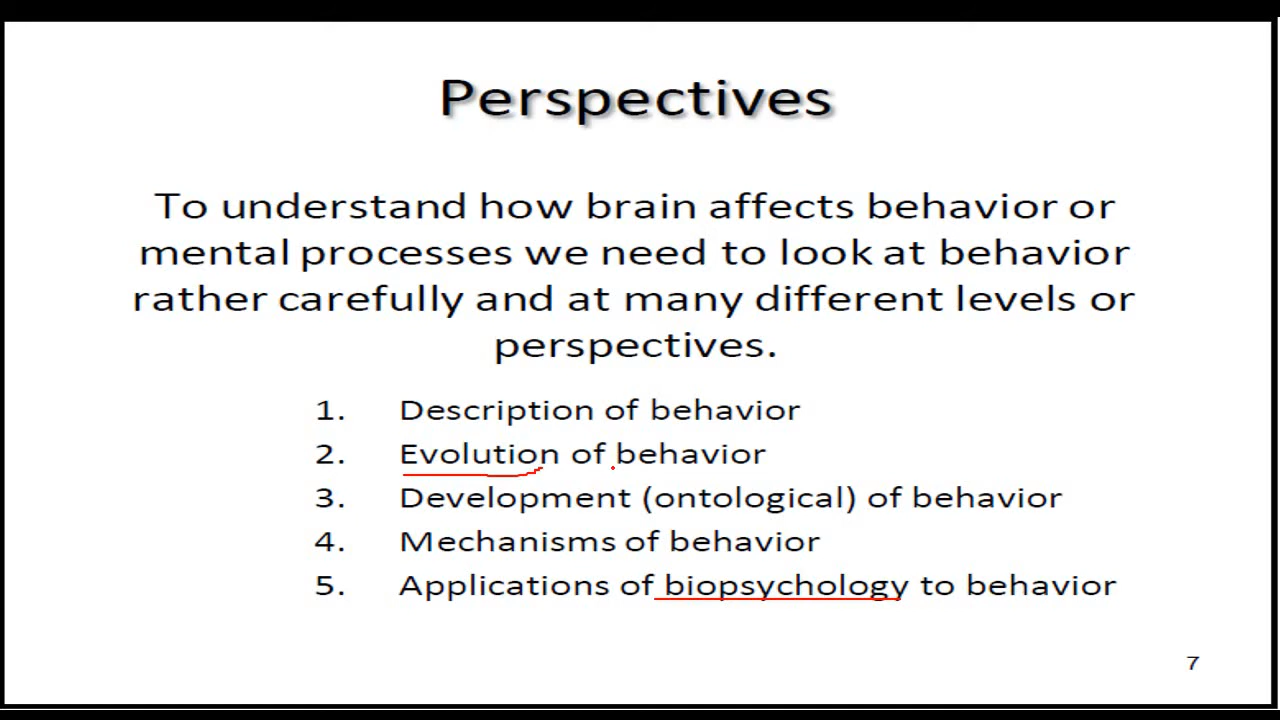 Perspectives
To understand how brain affects behavior or
mental processes we need to look at behavior
rather carefully and at many different levels or
perspectives.
1. Description of behavior
2. Evolution of behavior
3. Development (ontological) of behavior
4. Mechanisms of behavior
5. Applications of biopsychology to behavior
7